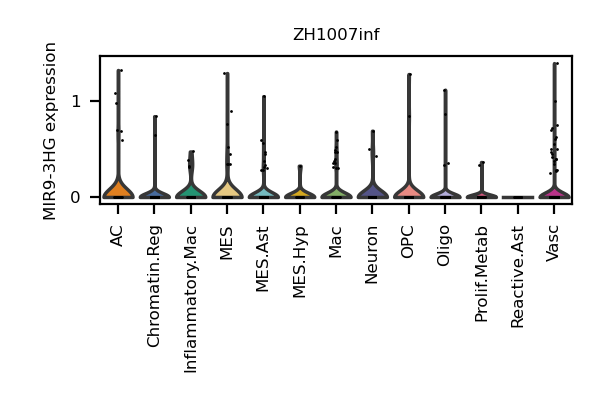 ZH1007inf
MIR9-3HG expression
1
0
AC
Chromatin.Reg
Inflammatory.Mac
MES
MES.Ast
MES.Hyp
Mac
Neuron
OPC
Oligo
Prolif.Metab
Reactive.Ast
Vasc